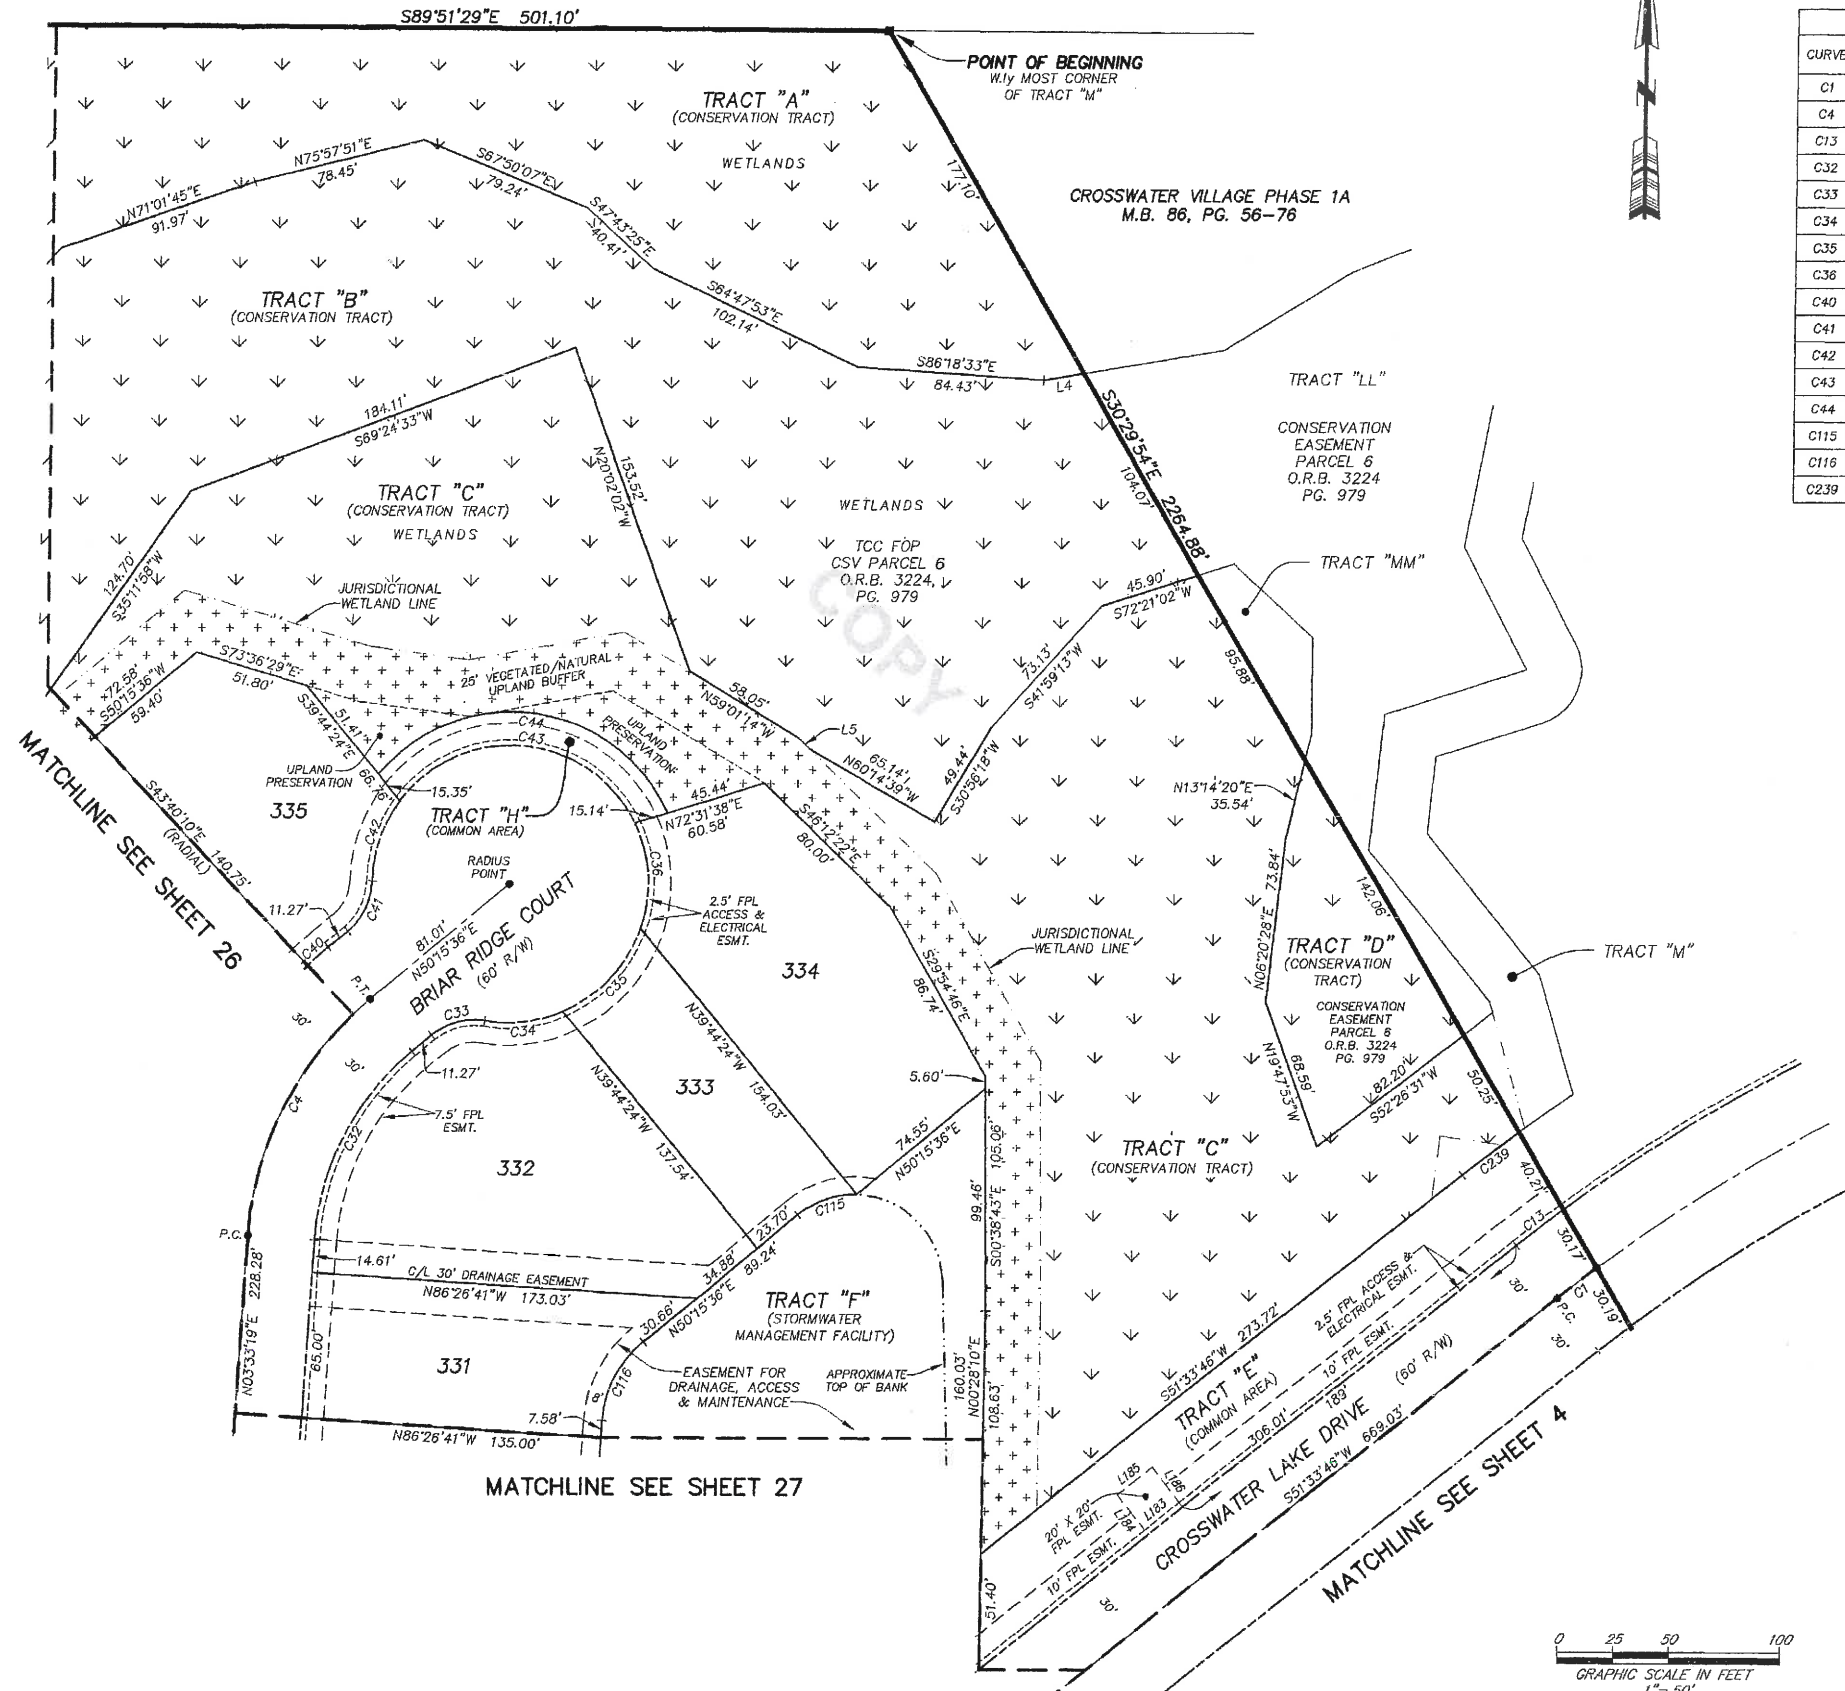 S89°51'29"E 501.10'
POINT OF BEGINNING
W.ly MOST CORNER
OF TRACT "M"
N
CURVE
C1
C4
C13
C32
C33
C34
C35
C36
C40
C41
C42
C43
C44
C115
C116
C239
TRACT "A"
(CONSERVATION TRACT)
WETLANDS
177.10'
CROSSWATER VILLAGE PHASE 1A
M.B. 86, PG. 56-76
N71°01'45"E
91.97'
N75°57'51"E
78.45'
S67°50'07"E
79.24'
S47°43'25"E
40.41'
S64°47'53"E
102.14'
S86°18'33"E
84.43'
L4
TRACT "B"
(CONSERVATION TRACT)
S30°29'54"E 2264.88'
104.07'
TRACT "LL"
CONSERVATION
EASEMENT
PARCEL 6
O.R.B. 3224
PG. 979
184.11'
S69°24'33"W
153.52'
N20°02'02"W
TRACT "C"
(CONSERVATION TRACT)
WETLANDS
WETLANDS
TCC FOP
CSV PARCEL 6
O.R.B. 3224,
PG. 979
COPY
124.70'
S35°11'58"W
JURISDICTIONAL
WETLAND LINE
45.90'
S72°21'02"W
TRACT "MM"
95.88'
72.58'
S50°15'36"W
59.40'
S73°36'29"E
51.80'
25' VEGETATED/NATURAL
UPLAND BUFFER
58.05'
N59°01'14"W
L5
65.14'
N60°14'39"W
73.13'
S41°59'13"W
49.44'
S30°56'18"W
S39°44'24"E
51.41'
66.76'
C44
C43
UPLAND
PRESERVATION
UPLAND
PRESERVATION
MATCHLINE SEE SHEET 26
S43°40'10"E
(RADIAL)
140.75'
335
15.35'
TRACT "H"
(COMMON AREA)
15.14'
45.44'
N72°31'38"E
60.58'
S46°12'22"E
80.00'
N13°14'20"E
35.54'
C42
C36
RADIUS
POINT
11.27'
C41
C40
81.01'
N50°15'36"E
BRIAR RIDGE COURT
(60' R/W)
2.5' FPL
ACCESS &
ELECTRICAL
ESMT.
334
JURISDICTIONAL
WETLAND LINE
N06°20'28"E 73.84'
142.06'
TRACT "D"
(CONSERVATION
TRACT)
CONSERVATION
EASEMENT
PARCEL 6
O.R.B. 3224
PG. 979
TRACT "M"
P.T.
30'
30'
C33
C34
C35
S29°54'46"E
86.74'
N39°44'24"W 154.03'
N39°44'24"W 137.54'
333
11.27'
5.60'
N19°47'53"W
68.59'
82.20'
S52°26'31"W
50.25'
C4
7.5' FPL
ESMT.
C32
332
74.55'
N50°15'36"E
TRACT "C"
(CONSERVATION TRACT)
C239
40.21'
C115
99.46'
S00°38'43"E 105.06'
C13
30.17'
P.C.
14.61'
C/L 30' DRAINAGE EASEMENT
N86°26'41"W 173.03'
23.70'
34.88'
89.24'
30.66'
N50°15'36"E
TRACT "F"
(STORMWATER
MANAGEMENT FACILITY)
2.5' FPL ACCESS &
ELECTRICAL ESMT.
30'
C1
P.C.
30.19'
N03°33'19"E 228.28'
65.00'
331
C116
8'
EASEMENT FOR
DRAINAGE, ACCESS
& MAINTENANCE
APPROXIMATE
TOP OF BANK
160.03'
N00°28'10"E
108.63'
S51°33'46"W 273.72'
TRACT "E"
(COMMON AREA)
10' FPL ESMT.
189'
306.01'
(60' R/W)
30'
7.58'
N86°26'41"W 135.00'
MATCHLINE SEE SHEET 27
L185
L186
L183
L184
20' X 20'
FPL ESMT.
10' FPL ESMT.
CROSSWATER LAKE DRIVE
S51°33'46"W 669.03'
MATCHLINE SEE SHEET 4
51.40'
30'
0 25 50 100
GRAPHIC SCALE IN FEET
1"= 50'